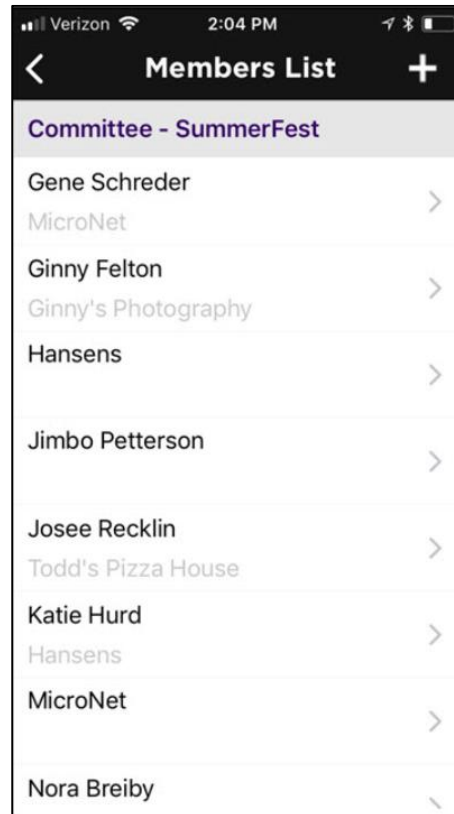 Verizon 2:04 PM
Members List
Committee - SummerFest
Gene Schreder
MicroNet
Ginny Felton
Ginny's Photography
Hansens
Jimbo Petterson
Josee Recklin
Todd's Pizza House
Katie Hurd
Hansens
MicroNet
Nora Breiby